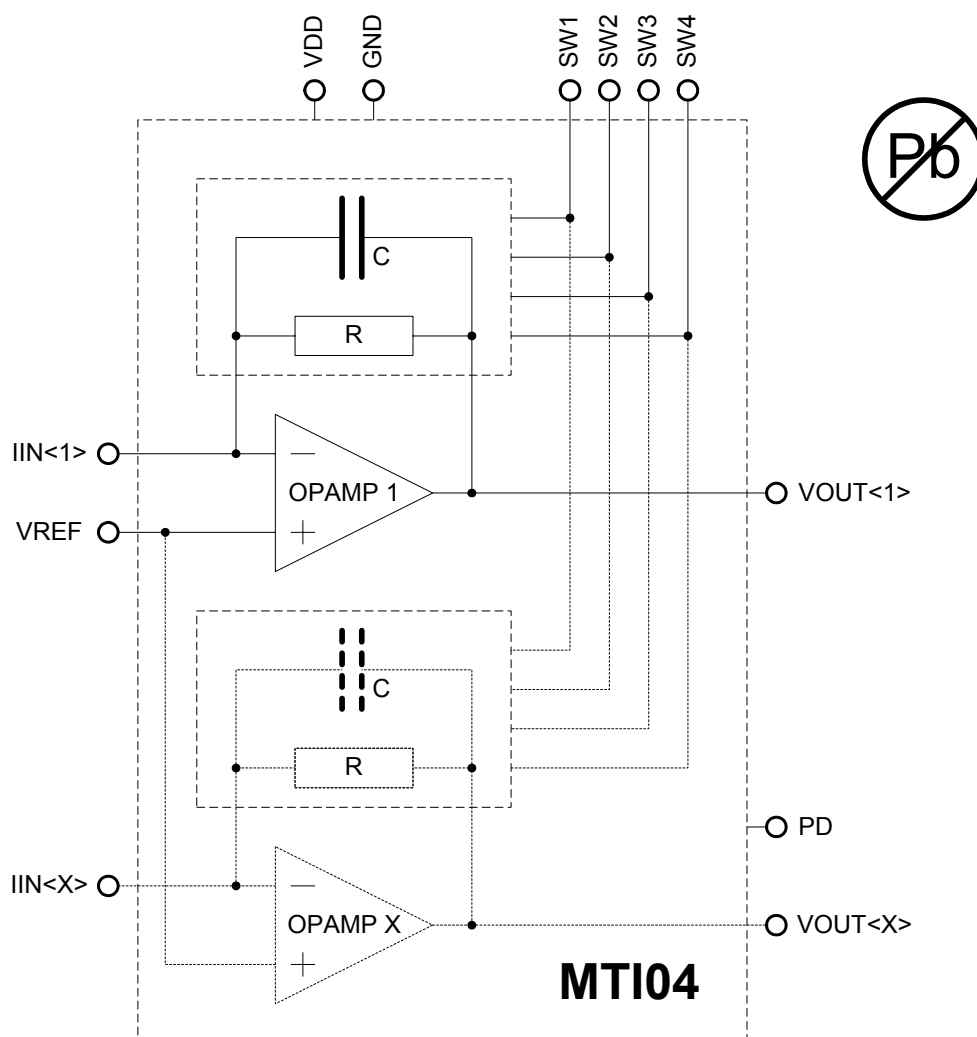 VDD
GND
SW1
SW2
SW3
SW4
Pb
C
R
IIN<1>
−
OPAMP 1
VOUT<1>
VREF
+
C
R
PD
IIN<X>
−
OPAMP X
VOUT<X>
+
MTI04